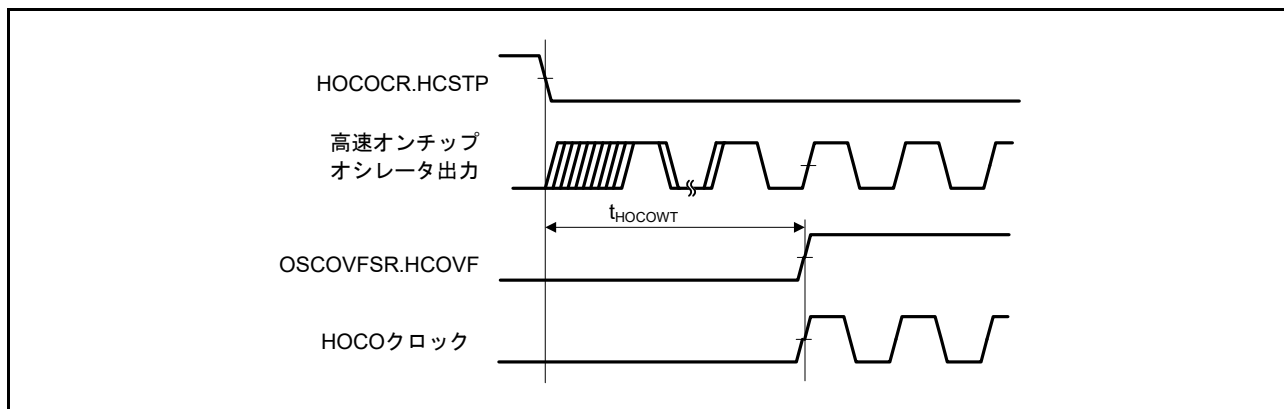 HOCOCR.HCSTP
高速オンチップ
オシレータ出力
tHOCOWT
OSCOVFSR.HCOVF
HOCOクロック